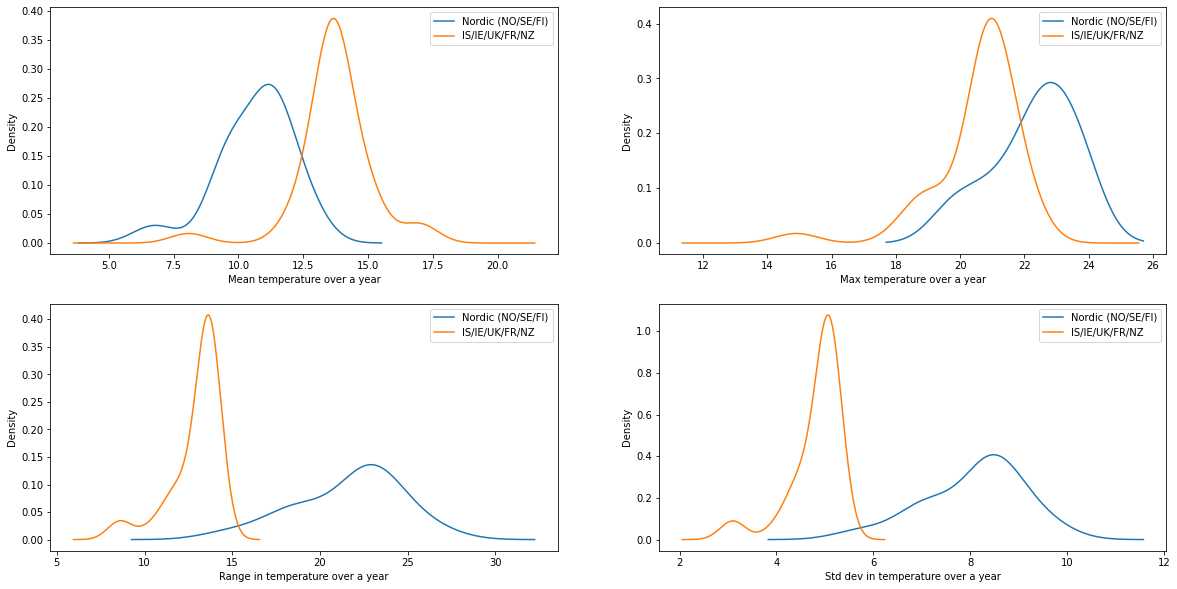 0.40
0.35
0.30
0.25
0.20
0.15
0.10
0.05
0.00
Density
5.0 7.5 10.0 12.5 15.0 17.5 20.0
Mean temperature over a year
Nordic (NO/SE/FI)
IS/IE/UK/FR/NZ
0.4
0.3
0.2
0.1
0.0
Density
12 14 16 18 20 22 24 26
Max temperature over a year
Nordic (NO/SE/FI)
IS/IE/UK/FR/NZ
0.40
0.35
0.30
0.25
0.20
0.15
0.10
0.05
0.00
Density
5 10 15 20 25 30
Range in temperature over a year
Nordic (NO/SE/FI)
IS/IE/UK/FR/NZ
1.0
0.8
0.6
0.4
0.2
0.0
Density
2 4 6 8 10 12
Std dev in temperature over a year
Nordic (NO/SE/FI)
IS/IE/UK/FR/NZ